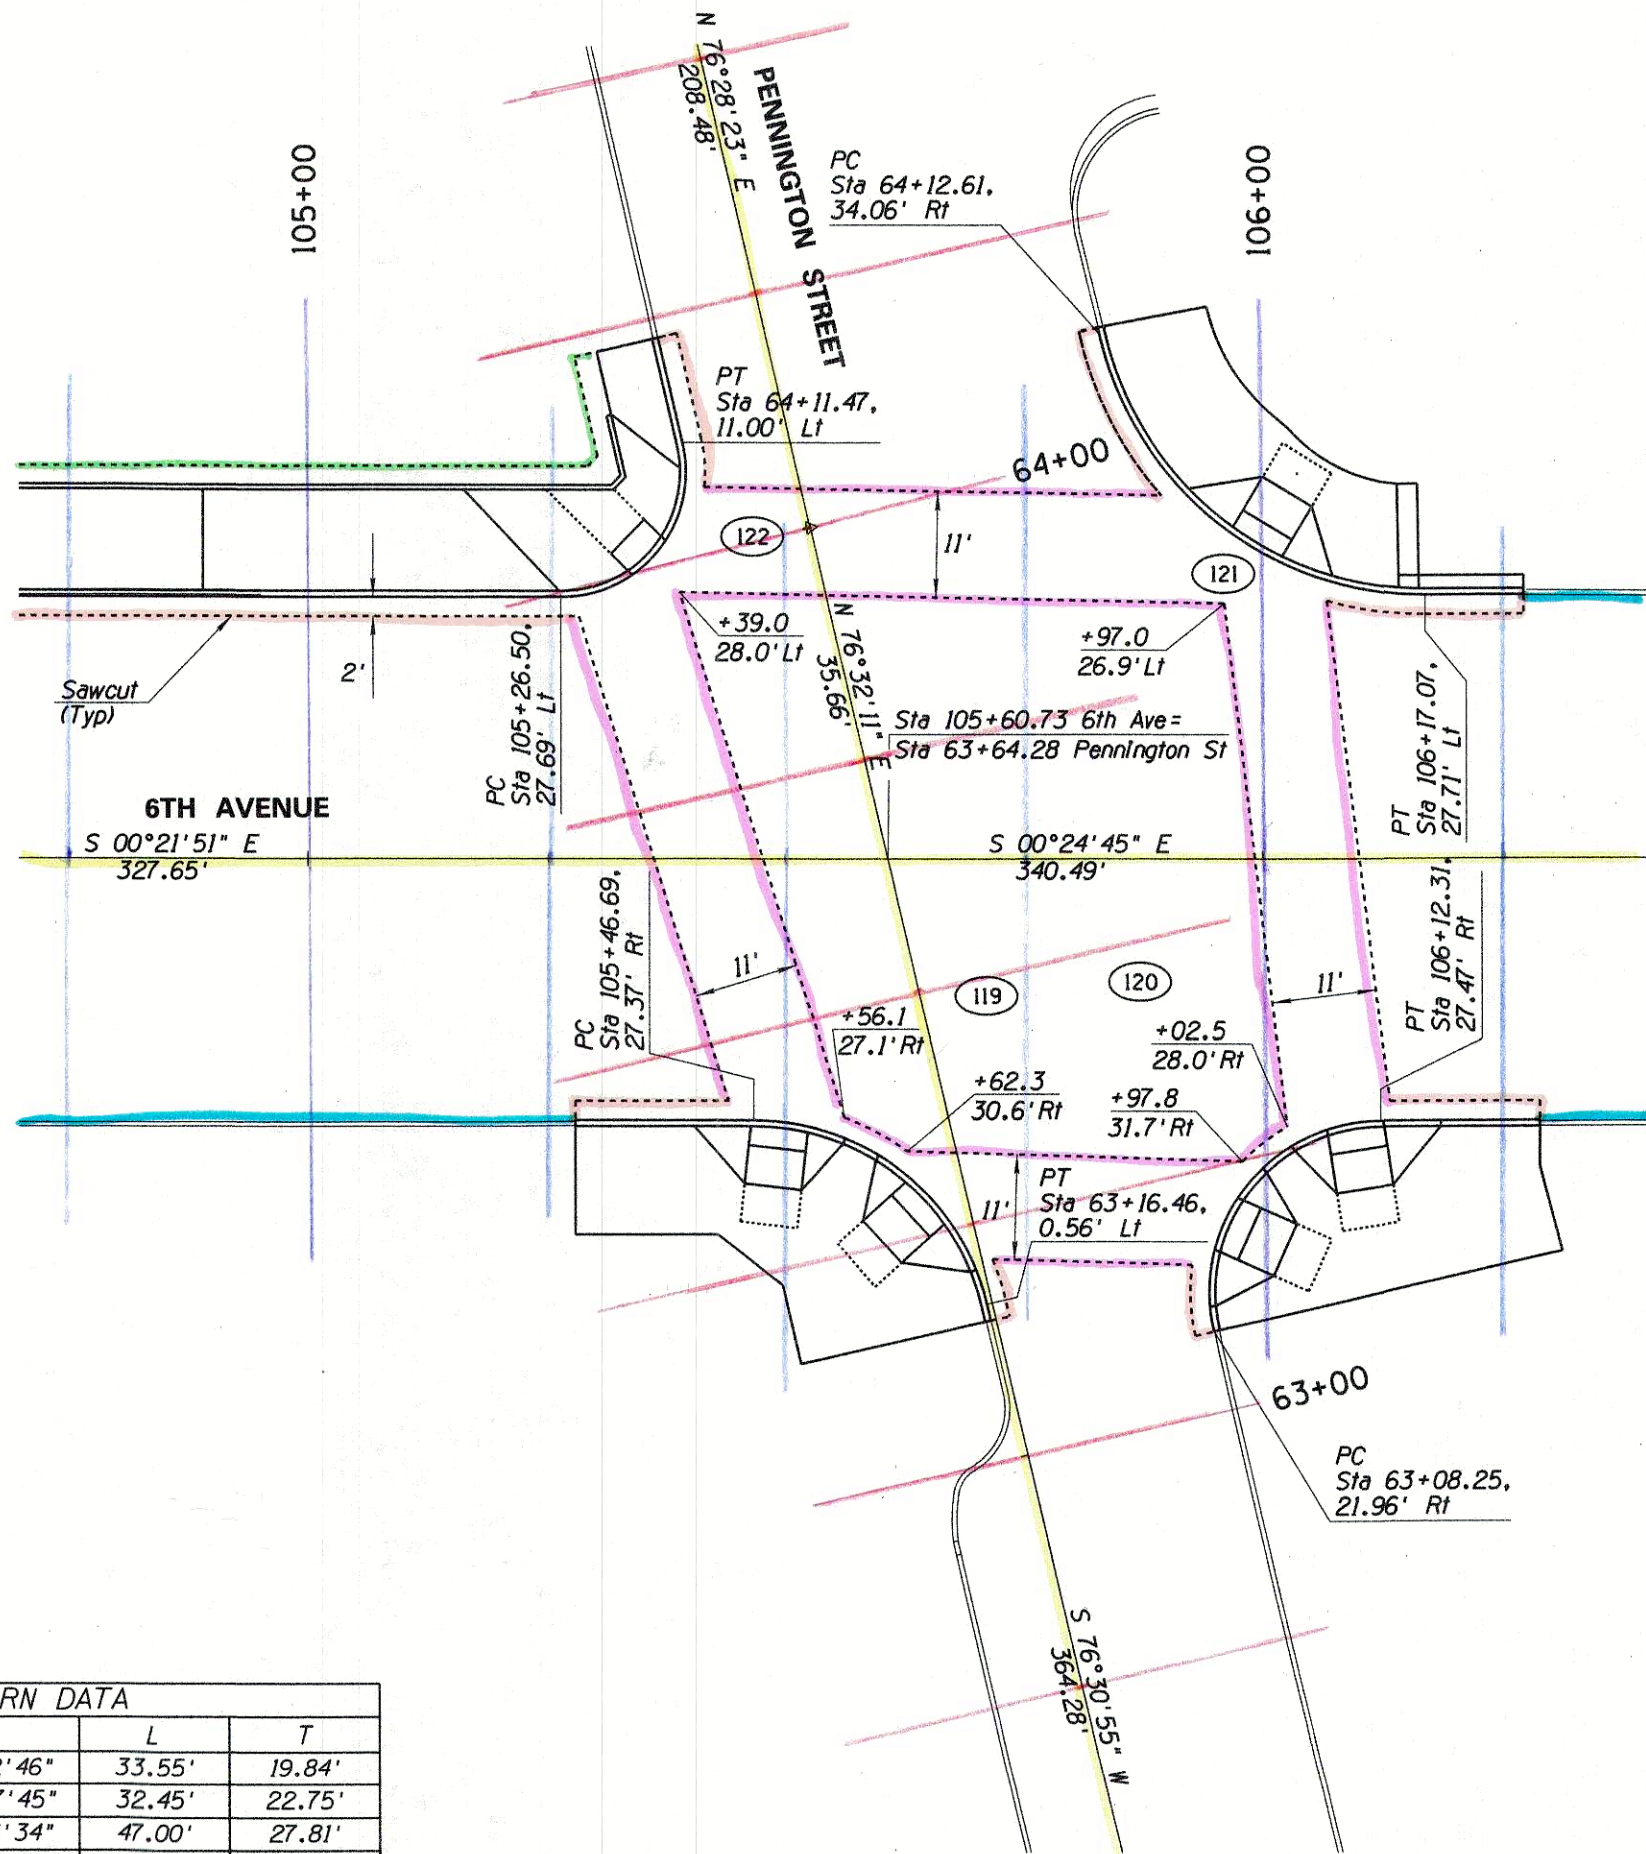 N 76°28'23" E
208.48'
PENNINGTON STREET
105+00
106+00
PC
Sta 64+12.61,
34.06' Rt
PT
Sta 64+11.47,
11.00' Lt
64+00
122
11'
121
+39.0
28.0' Lt
+97.0
26.9' Lt
N 76°32'11" E
35.66'
2'
Sawcut
(Typ)
PC
Sta 105+26.50,
27.69' Lt
Sta 105+60.73 6th Ave=
Sta 63+64.28 Pennington St
PT
Sta 106+17.07,
27.71' Lt
6TH AVENUE
S 00°21'51" E
327.65'
S 00°24'45" E
340.49'
PC
Sta 105+46.69,
27.37' Rt
11'
119
120
11'
PT
Sta 106+12.31,
27.47' Rt
+56.1
27.1' Rt
+02.5
28.0' Rt
+62.3
30.6' Rt
+97.8
31.7' Rt
11'
PT
Sta 63+16.46,
0.56' Lt
63+00
PC
Sta 63+08.25,
21.96' Rt
S 76°30'55" W
364.28'
RN DATA
L T
'46" 33.55' 19.84'
'45" 32.45' 22.75'
'34" 47.00' 27.81'